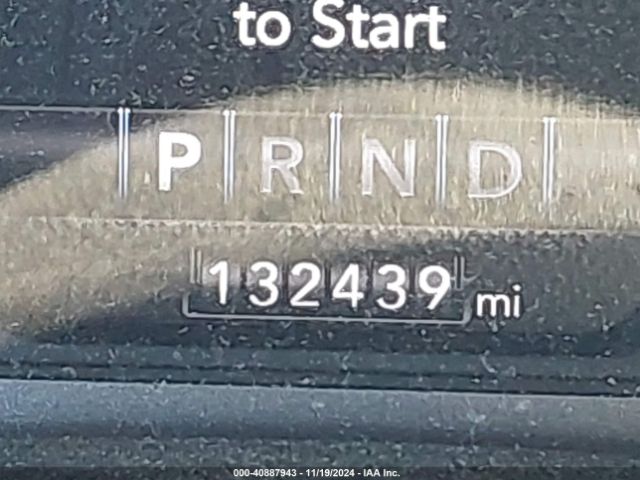 to Start
P R N D
132439 mi
000-40887943 - 11/19/2024 - IAA Inc.